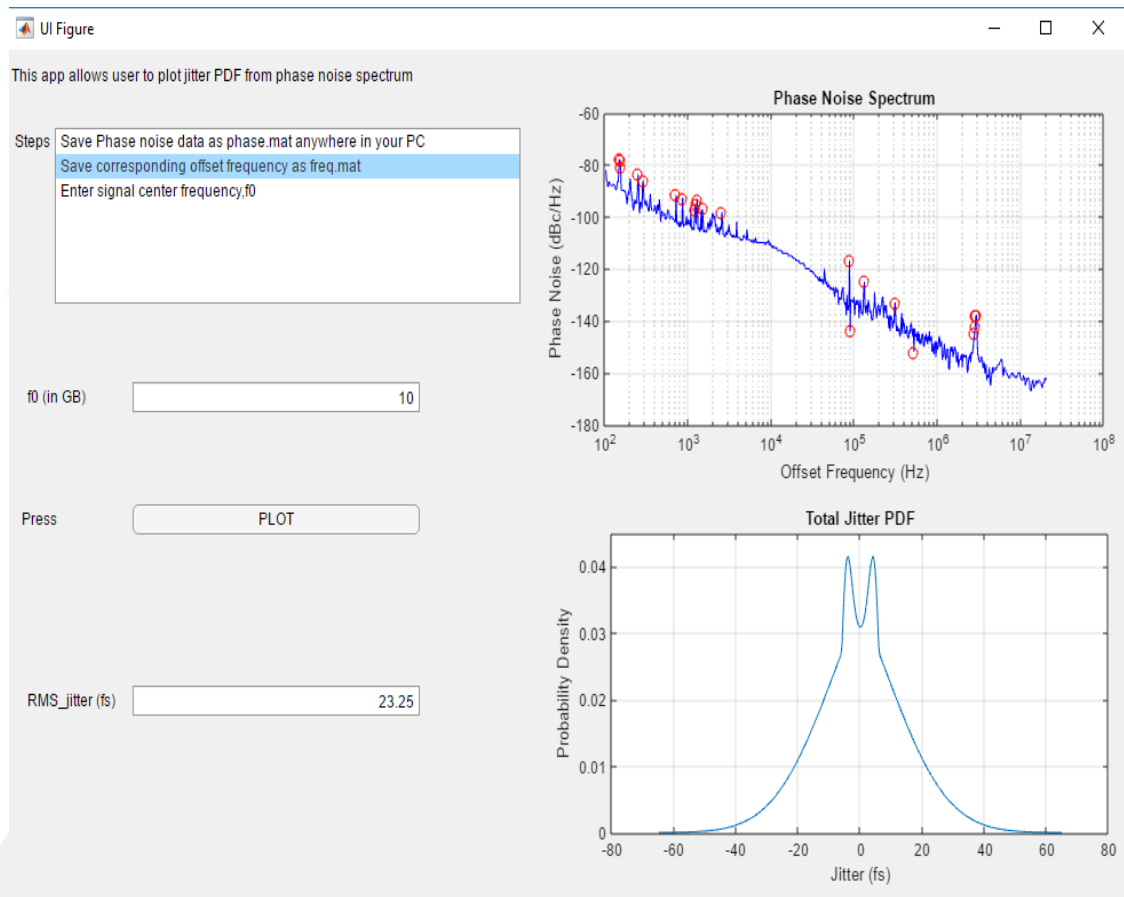 UI Figure
This app allows user to plot jitter PDF from phase noise spectrum
Steps
Save Phase noise data as phase.mat anywhere in your PC
Save corresponding offset frequency as freq.mat
Enter signal center frequency,f0
f0 (in GB)
10
Press
PLOT
RMS_jitter (fs)
23.25
Phase Noise Spectrum
Phase Noise (dBc/Hz)
-60
-80
-100
-120
-140
-160
-180
10² 10³ 10⁴ 10⁵ 10⁶ 10⁷ 10⁸
Offset Frequency (Hz)
Total Jitter PDF
Probability Density
0.04
0.03
0.02
0.01
0
-80 -60 -40 -20 0 20 40 60 80
Jitter (fs)